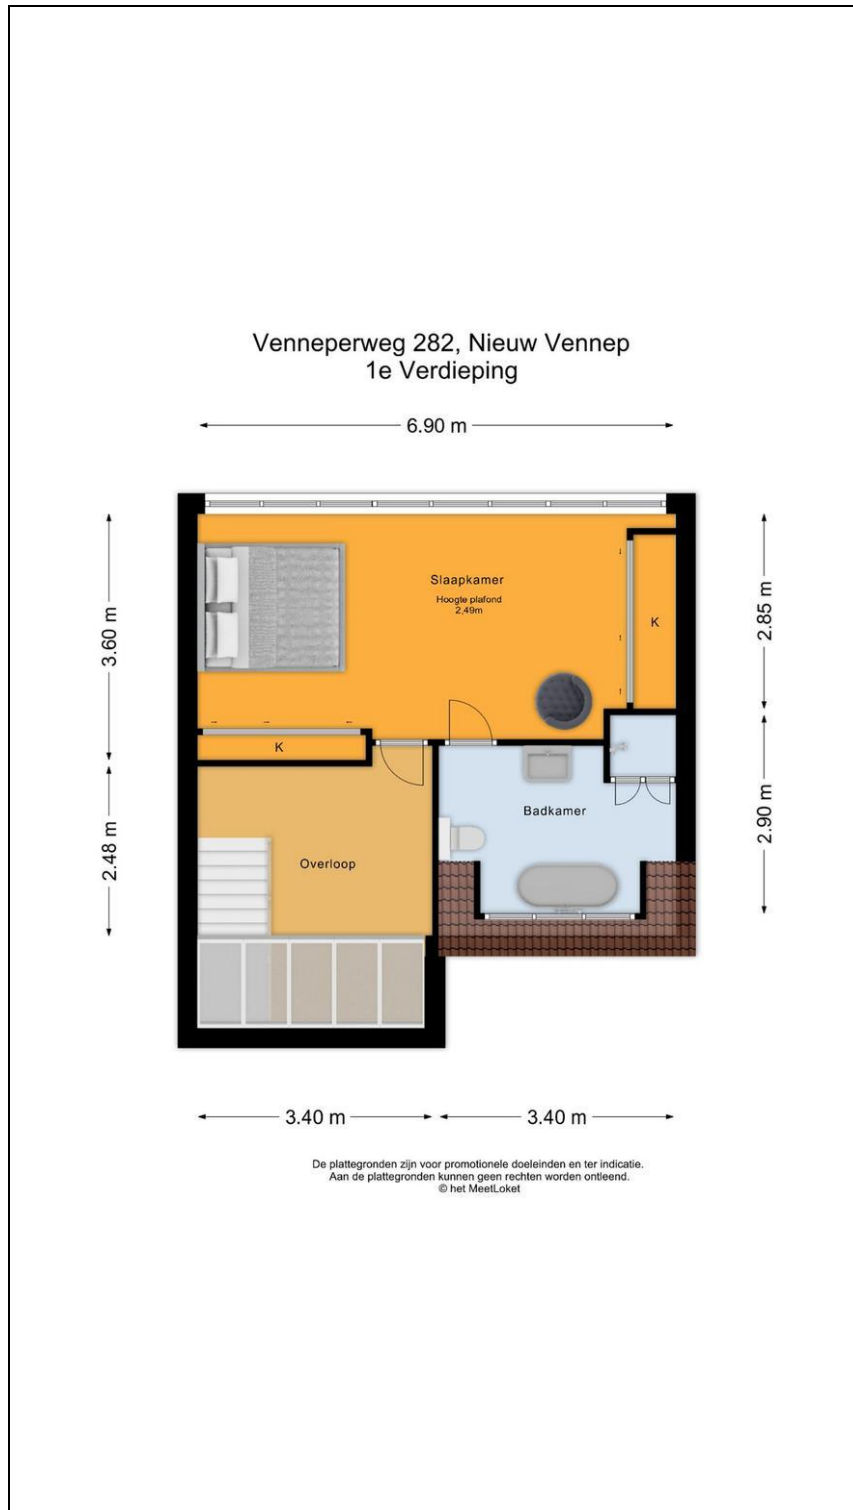 Venneperweg 282, Nieuw Vennep
1e Verdieping
6.90 m
Slaapkamer
Hoogte plafond
2,49m
K
3.60 m
2.85 m
K
Badkamer
2.90 m
2.48 m
Overloop
3.40 m
3.40 m
De plattegronden zijn voor promotionele doeleinden en ter indicatie.
Aan de plattegronden kunnen geen rechten worden ontleend.
© het MeetLoket